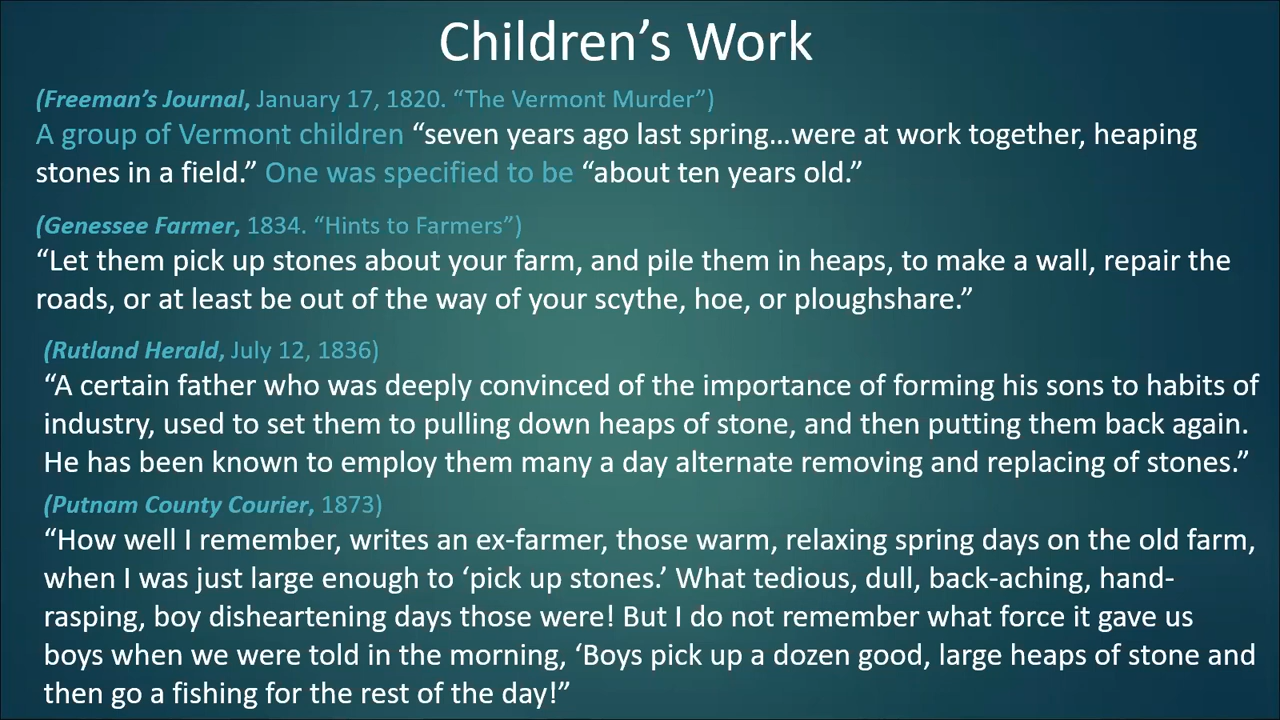 Children’s Work
(Freeman’s Journal, January 17, 1820. “The Vermont Murder”)
A group of Vermont children “seven years ago last spring…were at work together, heaping
stones in a field.” One was specified to be “about ten years old.”
(Genessee Farmer, 1834. “Hints to Farmers”)
“Let them pick up stones about your farm, and pile them in heaps, to make a wall, repair the
roads, or at least be out of the way of your scythe, hoe, or ploughshare.”
(Rutland Herald, July 12, 1836)
“A certain father who was deeply convinced of the importance of forming his sons to habits of
industry, used to set them to pulling down heaps of stone, and then putting them back again.
He has been known to employ them many a day alternate removing and replacing of stones.”
(Putnam County Courier, 1873)
“How well I remember, writes an ex-farmer, those warm, relaxing spring days on the old farm,
when I was just large enough to ‘pick up stones.’ What tedious, dull, back-aching, hand-
rasping, boy disheartening days those were! But I do not remember what force it gave us
boys when we were told in the morning, ‘Boys pick up a dozen good, large heaps of stone and
then go a fishing for the rest of the day!”